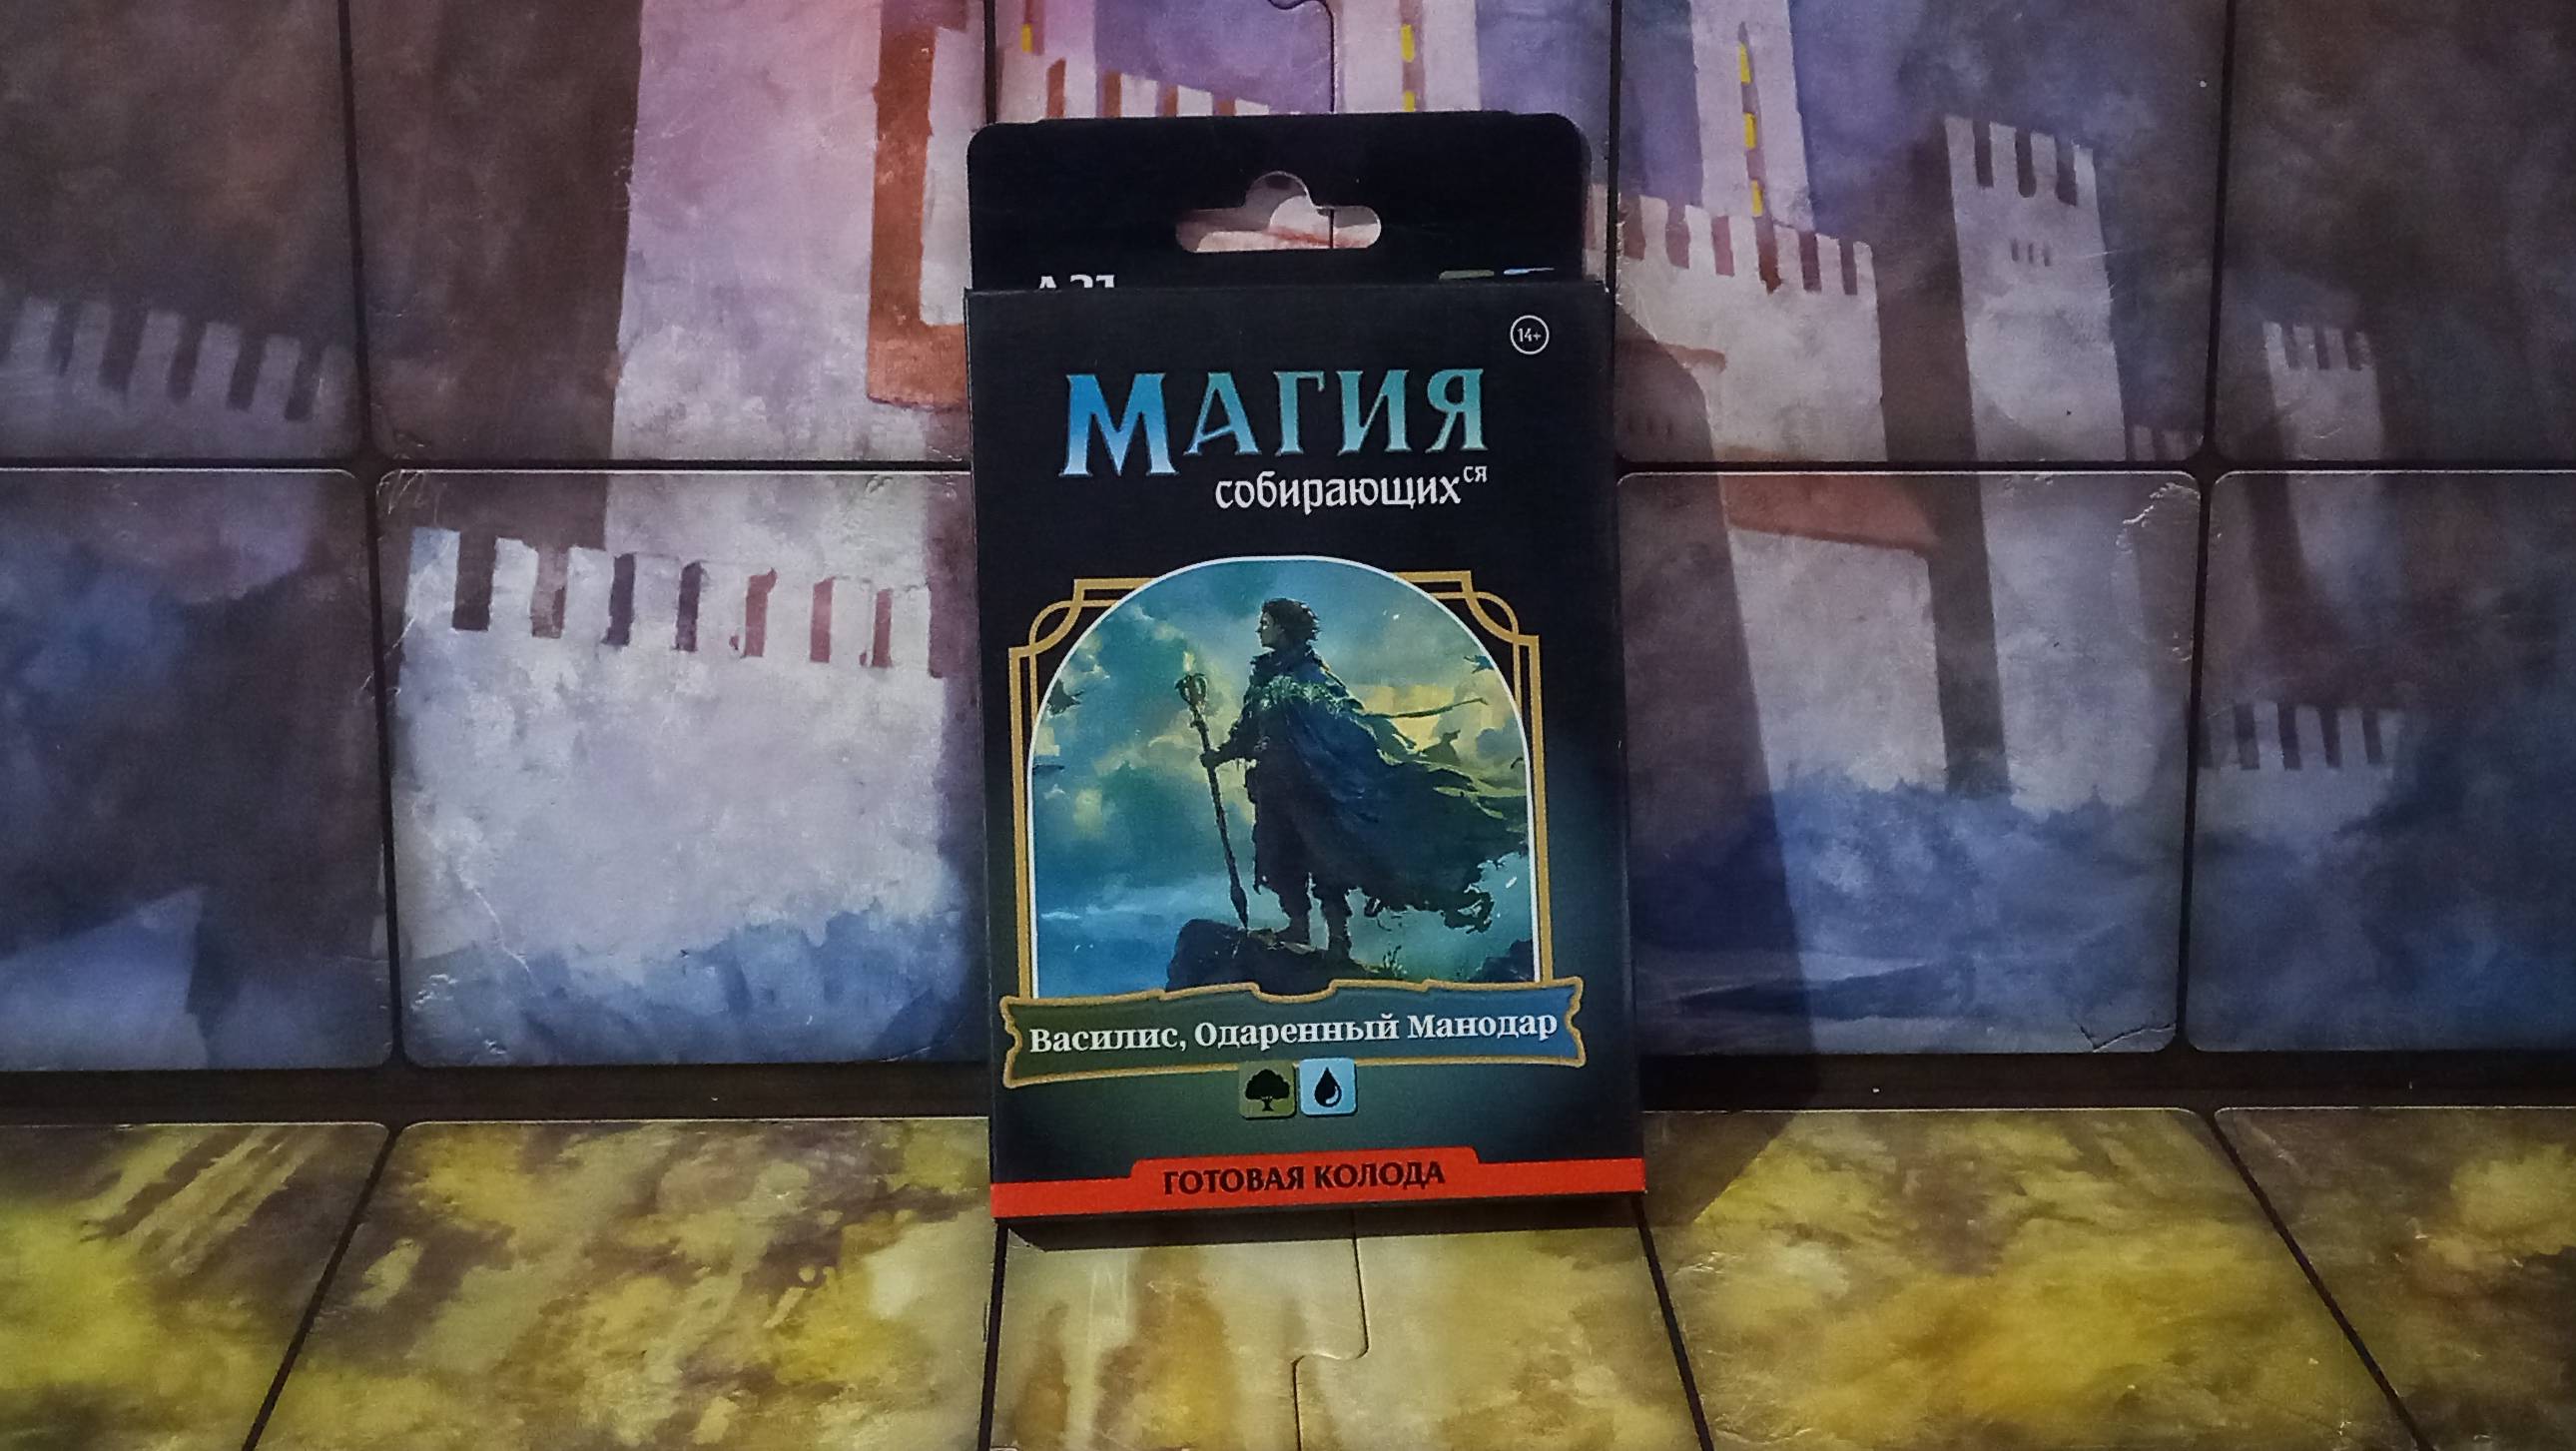 14+
МАГИЯ
собирающихся
Василис, Одаренный Манодар
ГОТОВАЯ КОЛОДА